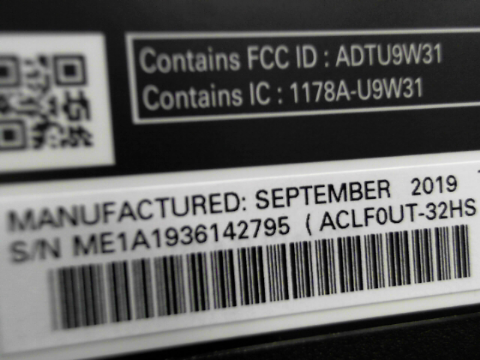 Contains FCC ID : ADTU9W31
Contains IC : 1178A-U9W31
MANUFACTURED: SEPTEMBER 2019
S/N ME1A1936142795 ( ACLF0UT-32HS